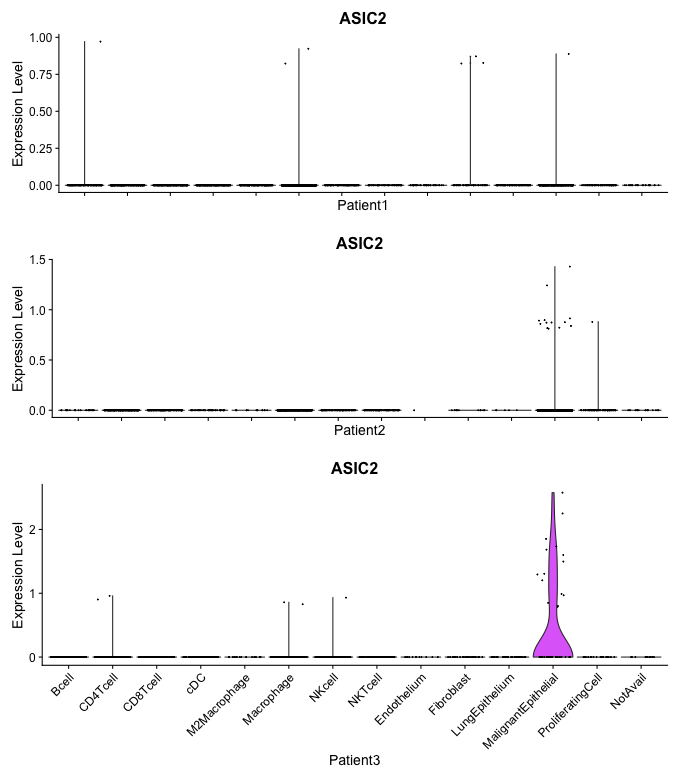 ASIC2
Expression Level
1.00
0.75
0.50
0.25
0.00
Patient1
ASIC2
Expression Level
1.5
1.0
0.5
0.0
Patient2
ASIC2
Expression Level
2
1
0
Bcell
CD4Tcell
CD8Tcell
cDC
M2Macrophage
Macrophage
NKcell
NKTcell
Endothelium
Fibroblast
LungEpithelium
MalignantEpithelial
ProliferatingCell
NotAvail
Patient3